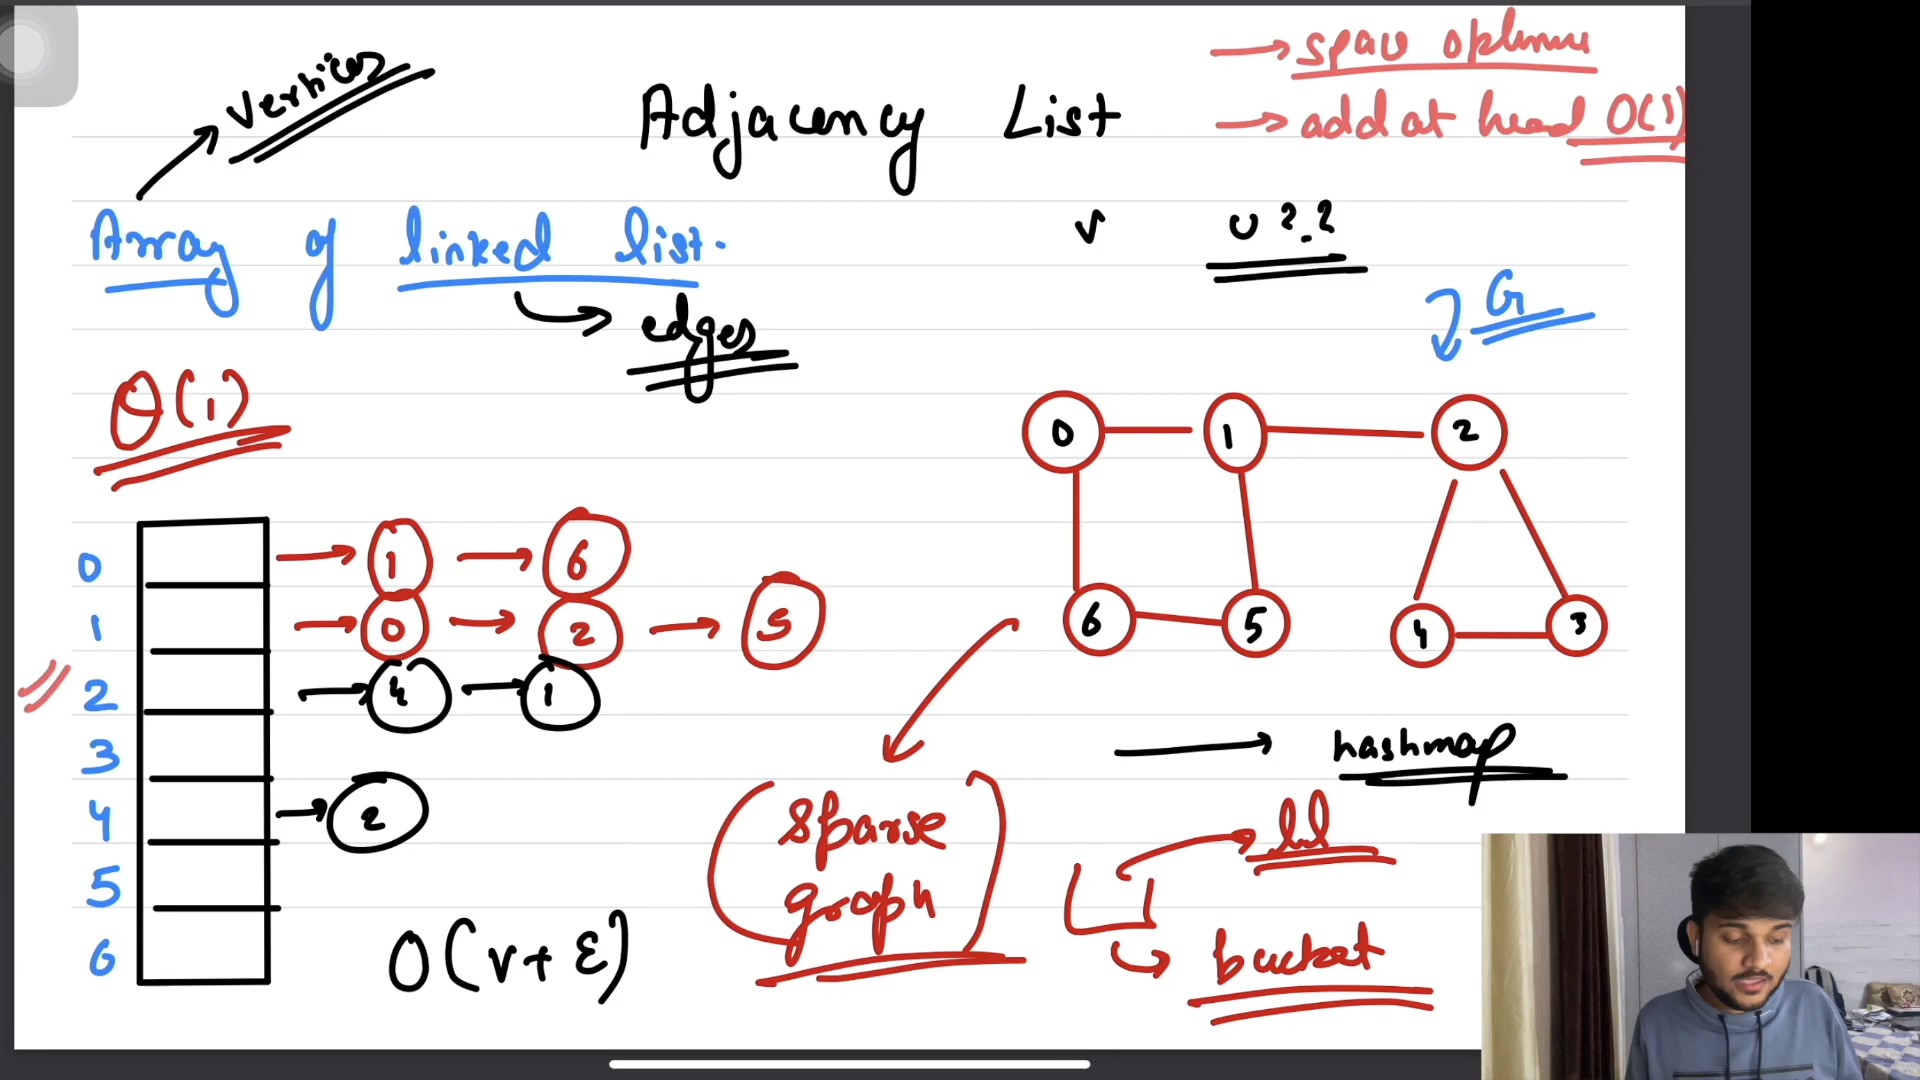 → space optimise
→ add at head O(1)
vertices
Adjacency List
Array of linked list.
v u ?.?
edges
G
θ(1)
0 1 2
6 5 4 3
0 → 1 → 6
1 → 0 → 2 → 5
2 → 4 → 1
3
4 → 2
5
6
O(v+E)
sparse
graph
→ hashmap
ll
bucket